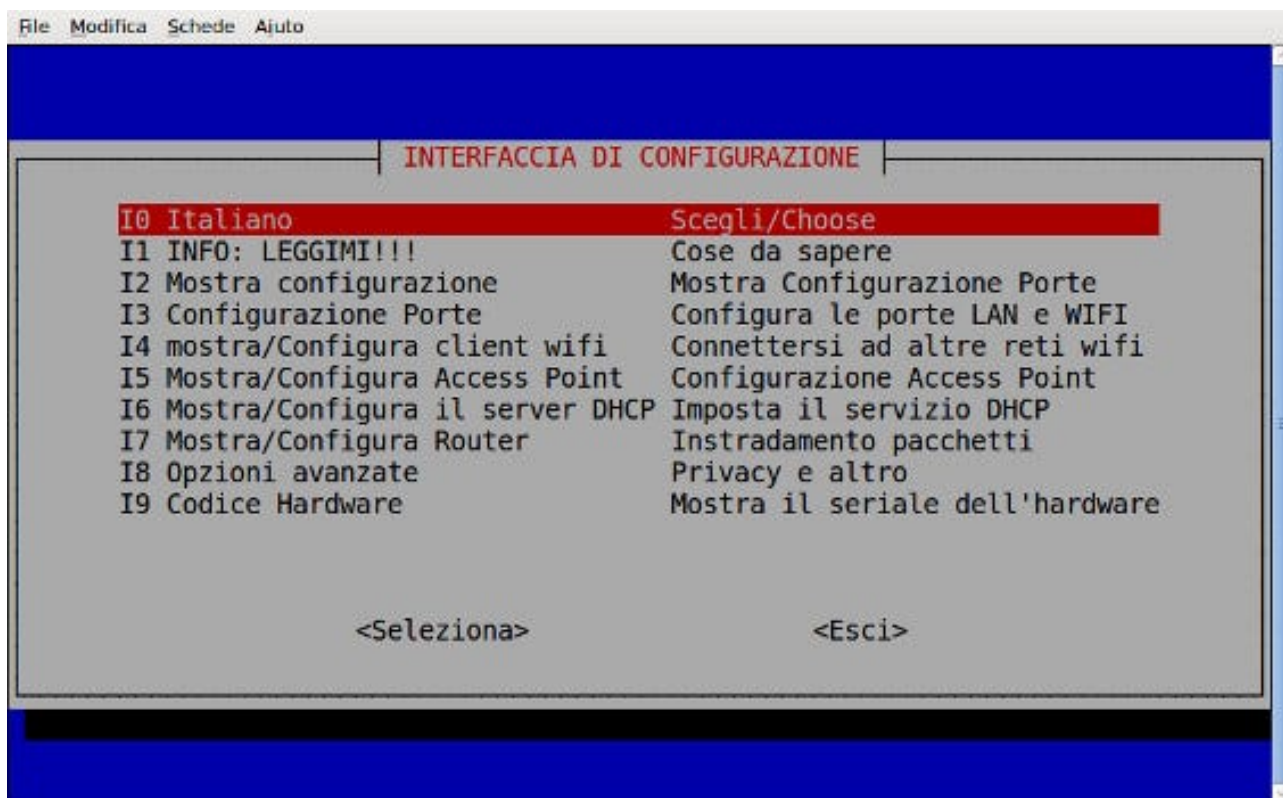 File Modifica Schede Aiuto
INTERFACCIA DI CONFIGURAZIONE
I0 Italiano Scegli/Choose
I1 INFO: LEGGIMI!!! Cose da sapere
I2 Mostra configurazione Mostra Configurazione Porte
I3 Configurazione Porte Configura le porte LAN e WIFI
I4 mostra/Configura client wifi Connettersi ad altre reti wifi
I5 Mostra/Configura Access Point Configurazione Access Point
I6 Mostra/Configura il server DHCP Imposta il servizio DHCP
I7 Mostra/Configura Router Instradamento pacchetti
I8 Opzioni avanzate Privacy e altro
I9 Codice Hardware Mostra il seriale dell'hardware
<Seleziona> <Esci>